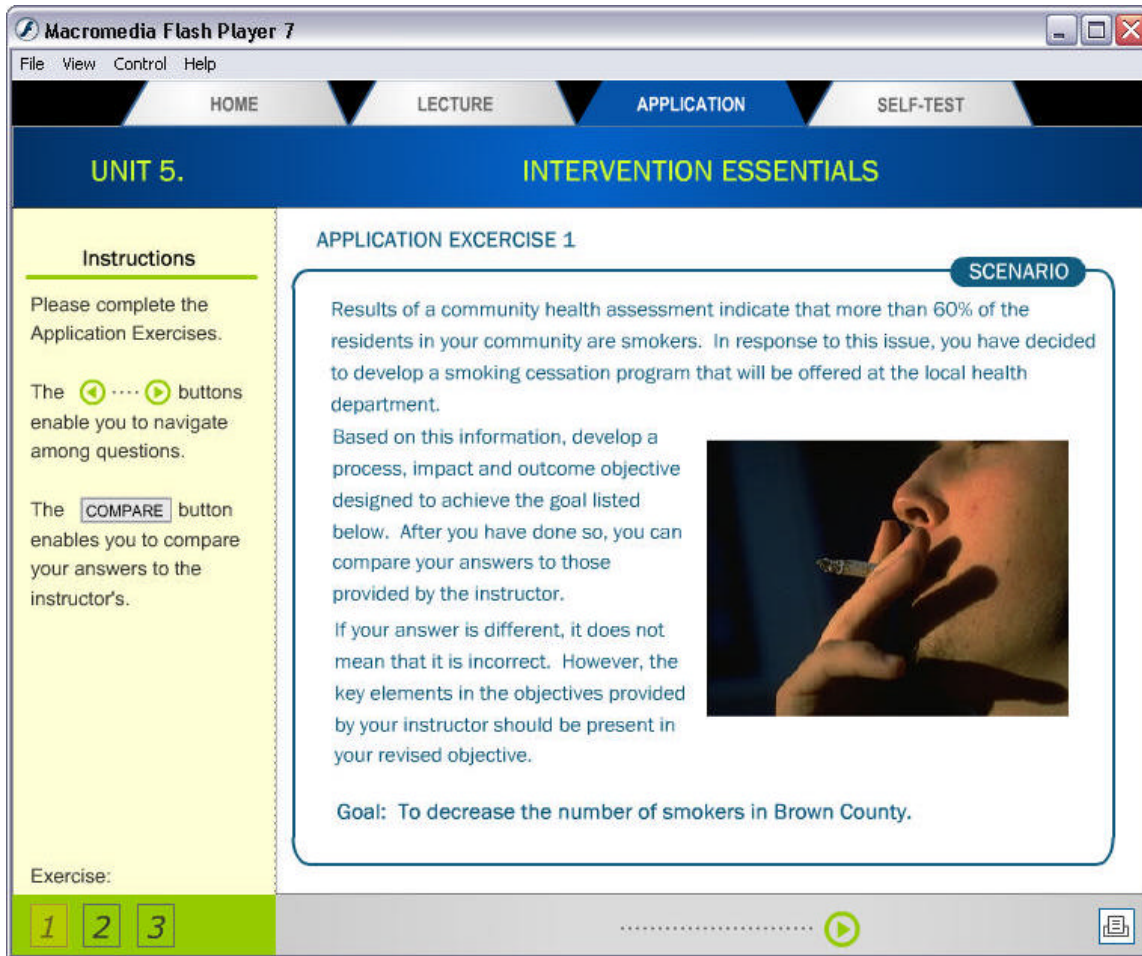 Macromedia Flash Player 7
File View Control Help
HOME LECTURE APPLICATION SELF-TEST
UNIT 5. INTERVENTION ESSENTIALS
Instructions
Please complete the
Application Exercises.
The buttons
enable you to navigate
among questions.
The COMPARE button
enables you to compare
your answers to the
instructor's.
Exercise:
1 2 3
APPLICATION EXCERCISE 1
SCENARIO
Results of a community health assessment indicate that more than 60% of the
residents in your community are smokers. In response to this issue, you have decided
to develop a smoking cessation program that will be offered at the local health
department.
Based on this information, develop a
process, impact and outcome objective
designed to achieve the goal listed
below. After you have done so, you can
compare your answers to those
provided by the instructor.
If your answer is different, it does not
mean that it is incorrect. However, the
key elements in the objectives provided
by your instructor should be present in
your revised objective.
Goal: To decrease the number of smokers in Brown County.